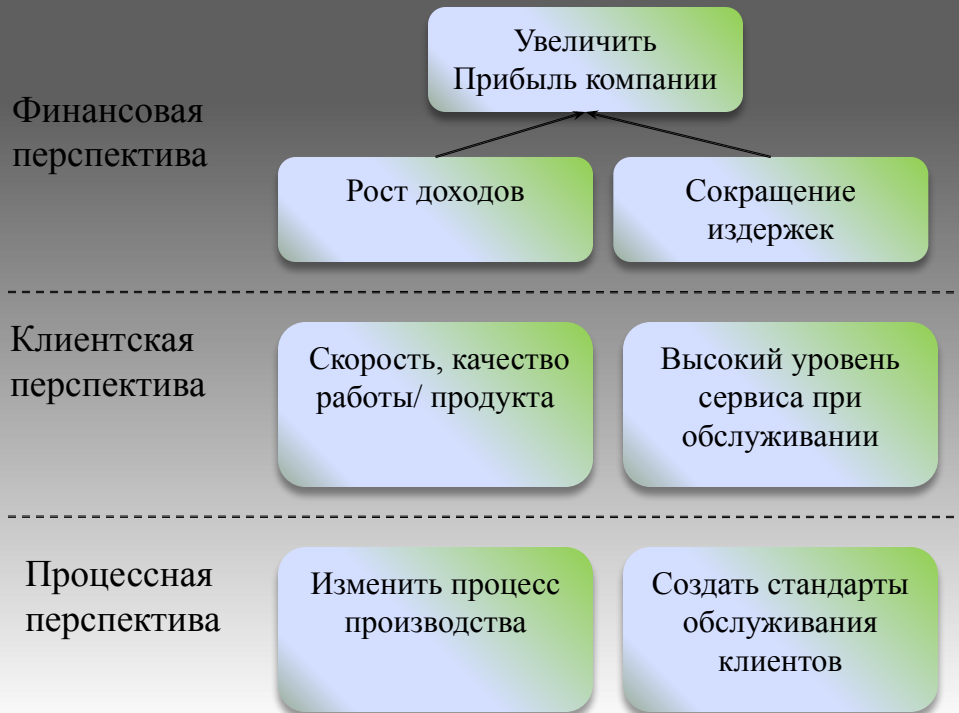 Увеличить
Прибыль компании
Финансовая
перспектива
Рост доходов
Сокращение
издержек
Клиентская
перспектива
Скорость, качество
работы/ продукта
Высокий уровень
сервиса при
обслуживании
Процессная
перспектива
Изменить процесс
производства
Создать стандарты
обслуживания
клиентов